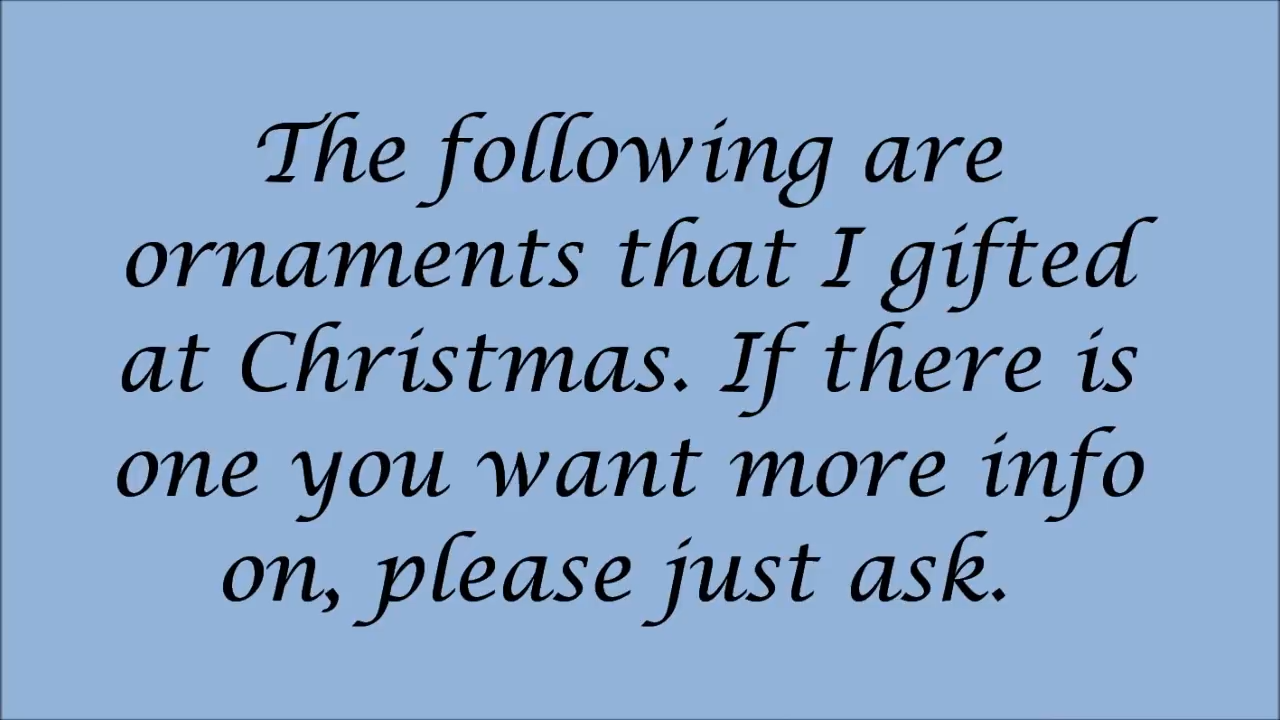 The following are
ornaments that I gifted
at Christmas. If there is
one you want more info
on, please just ask.